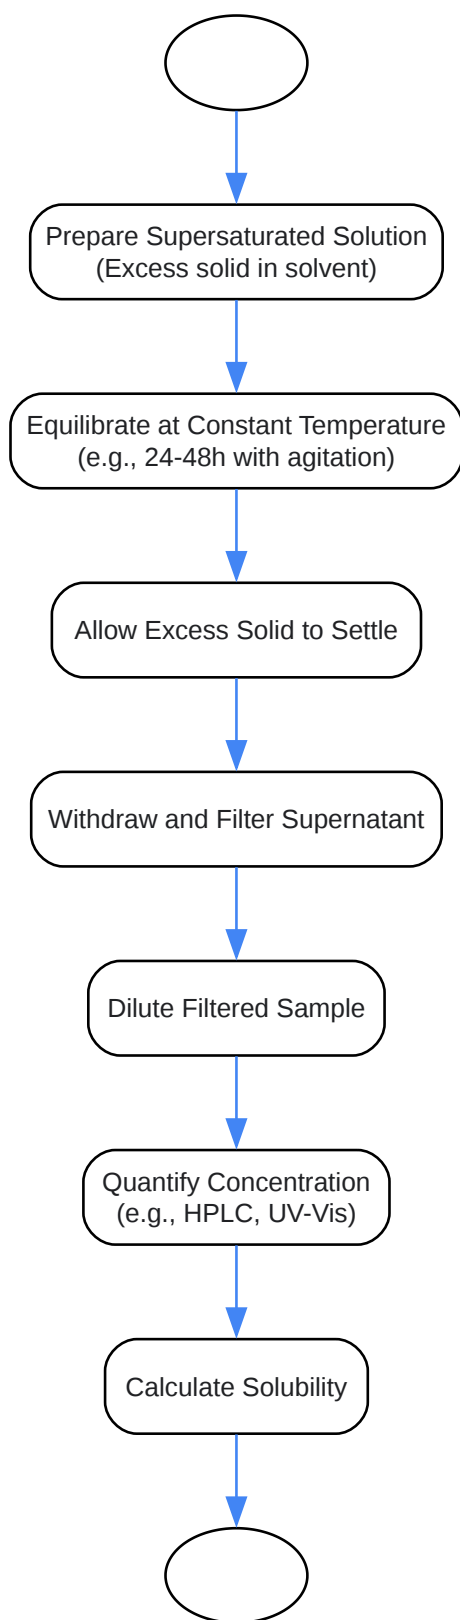 Prepare Supersaturated Solution
(Excess solid in solvent)
Equilibrate at Constant Temperature
(e.g., 24-48h with agitation)
Allow Excess Solid to Settle
Withdraw and Filter Supernatant
Dilute Filtered Sample
Quantify Concentration
(e.g., HPLC, UV-Vis)
Calculate Solubility